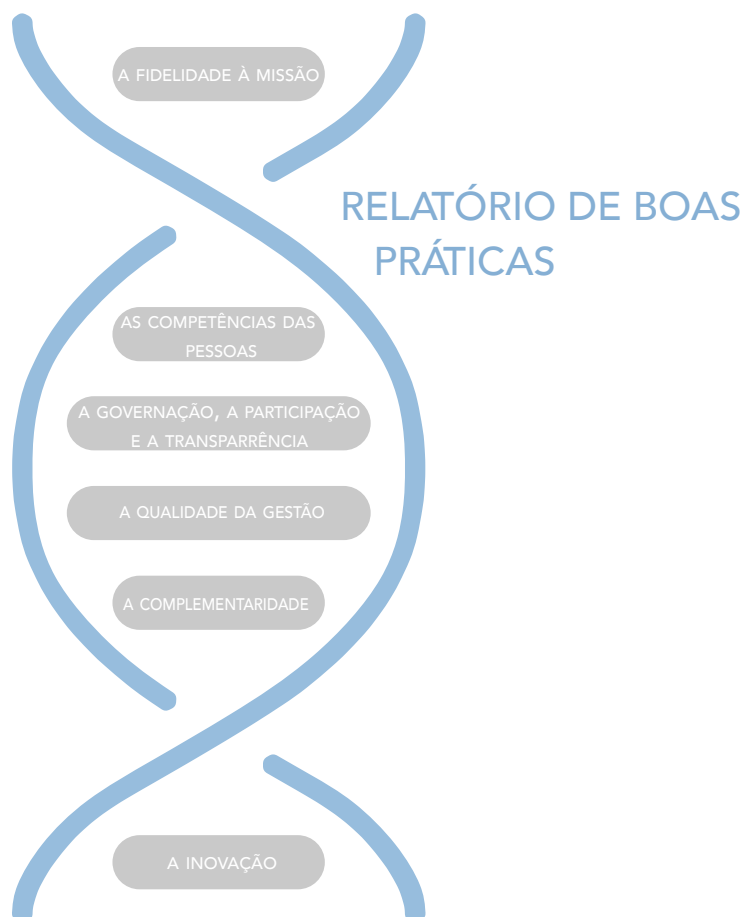 A FIDELIDADE À MISSÃO
RELATÓRIO DE BOAS
PRÁTICAS
AS COMPETÊNCIAS DAS
PESSOAS
A GOVERNAÇÃO, A PARTICIPAÇÃO
E A TRANSPARRÊNCIA
A QUALIDADE DA GESTÃO
A COMPLEMENTARIDADE
A INOVAÇÃO